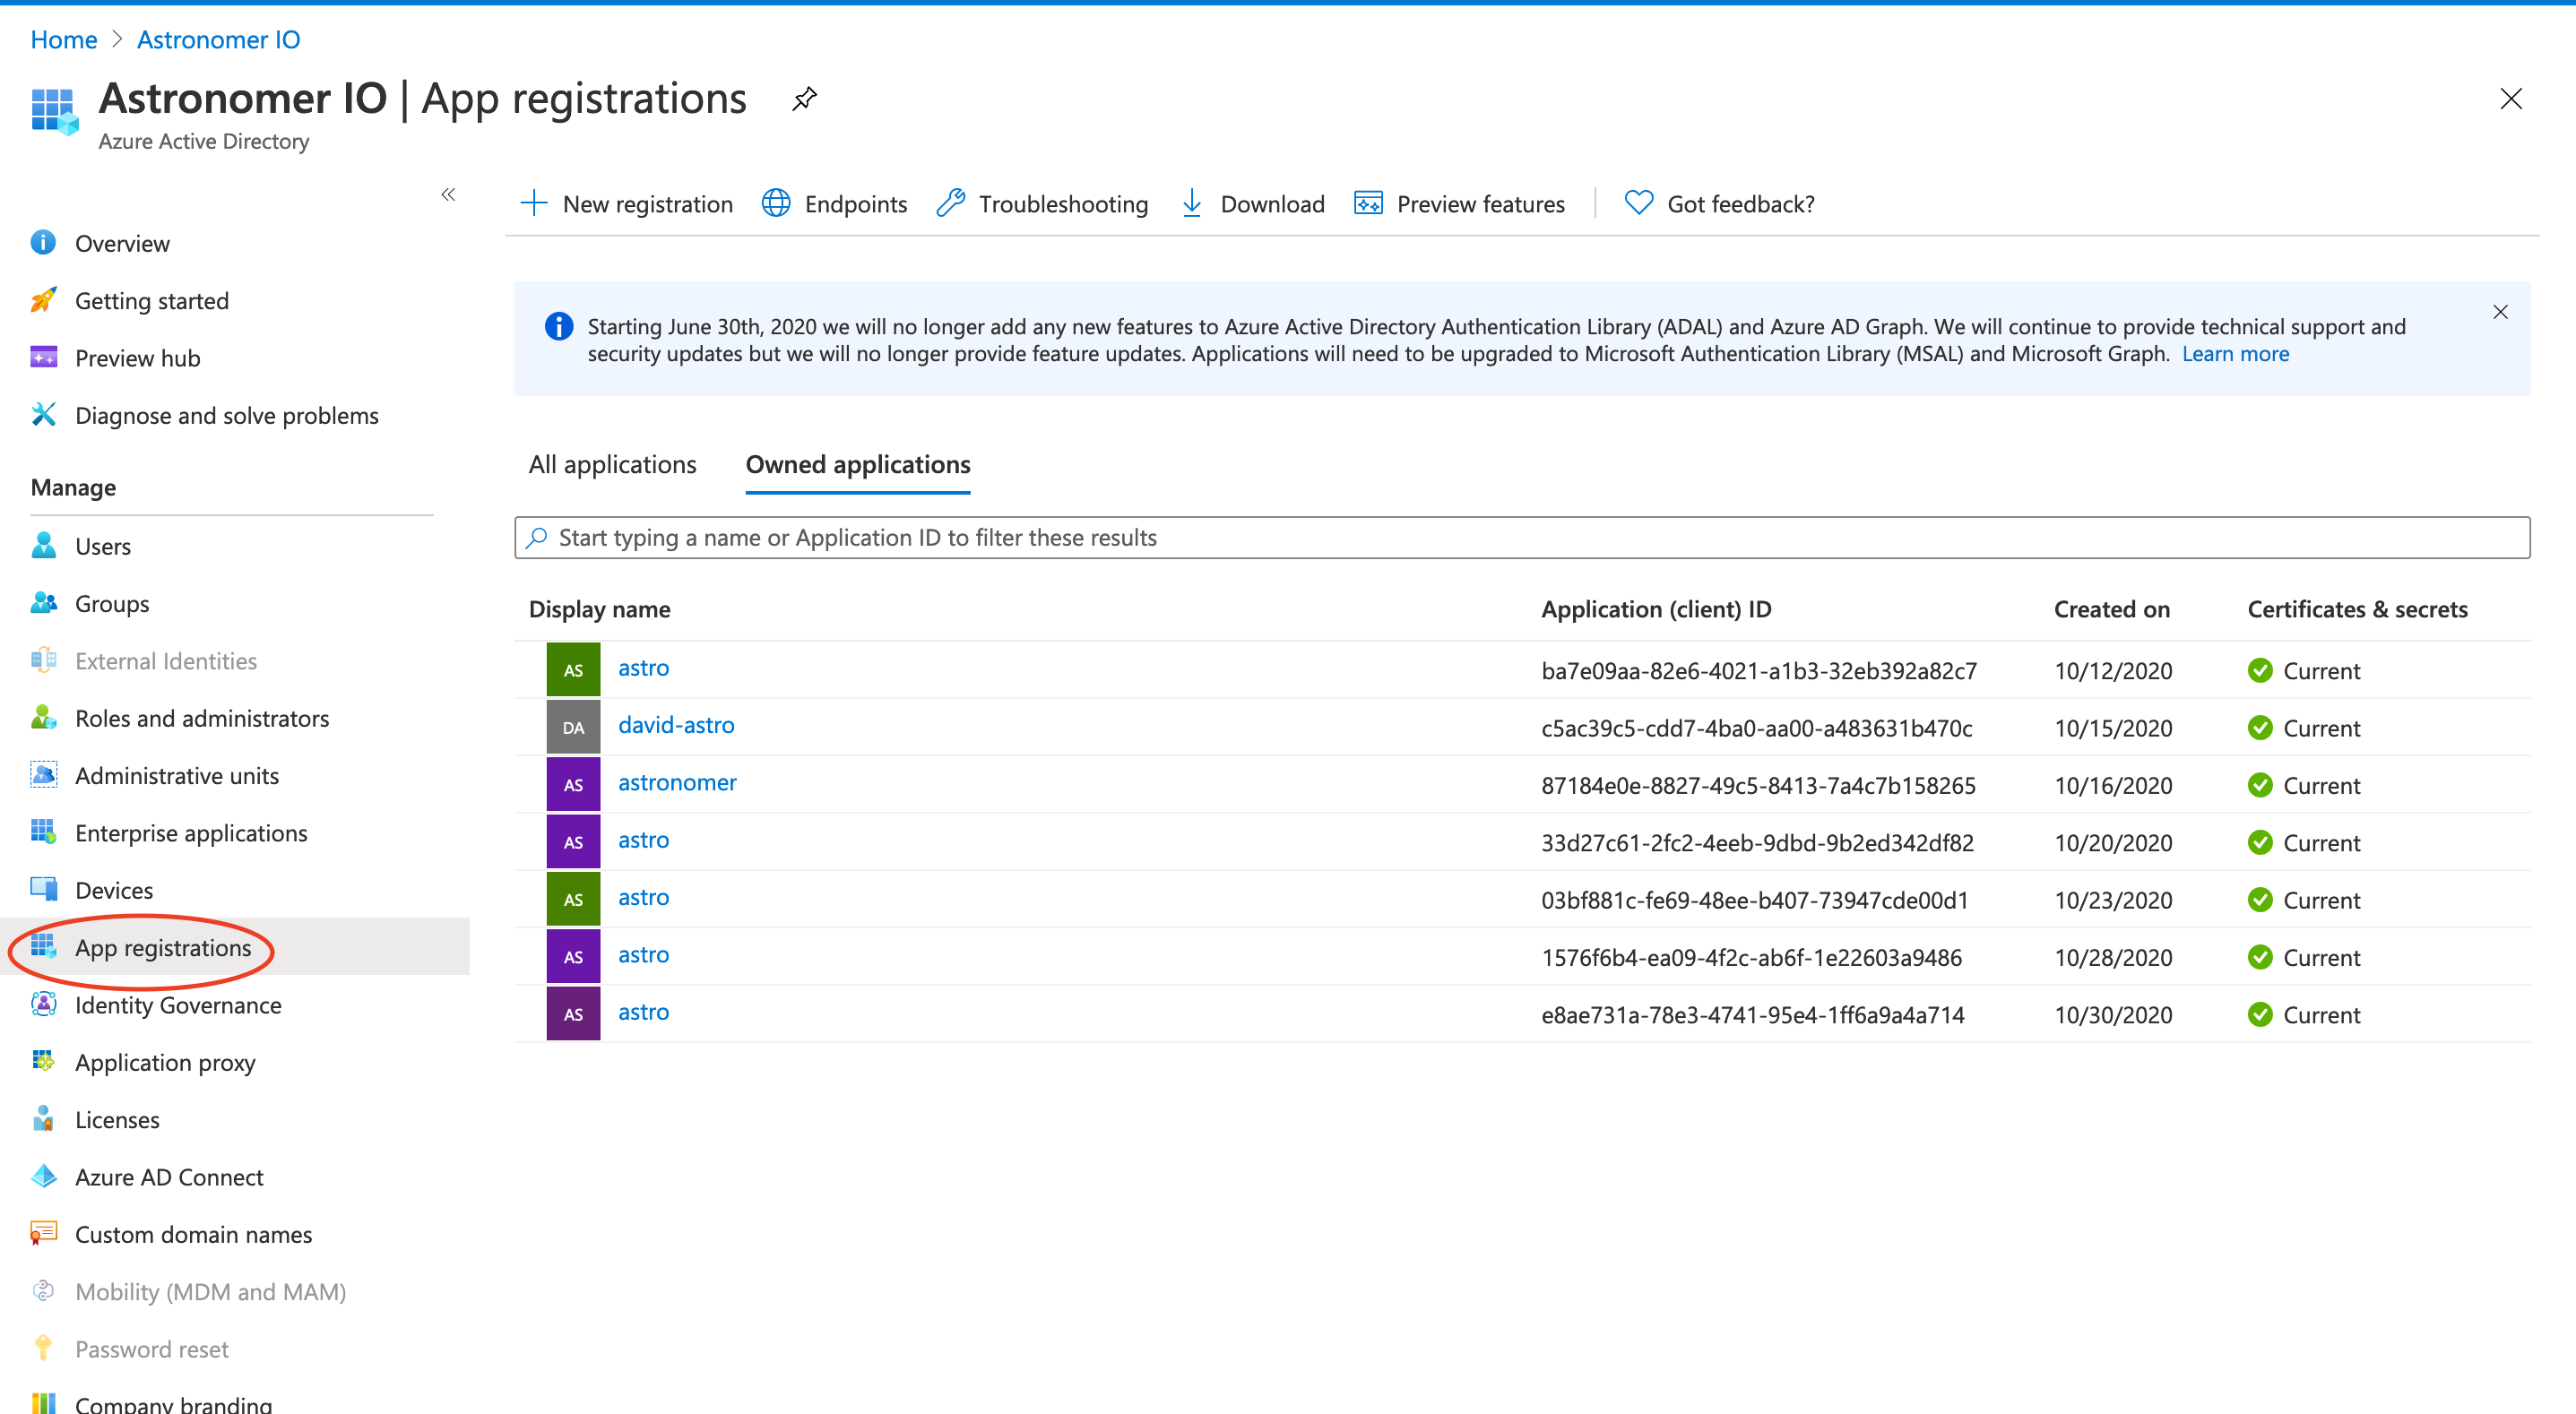 Home > Astronomer IO
Astronomer IO | App registrations
Azure Active Directory
«
Overview
Getting started
Preview hub
Diagnose and solve problems
Manage
Users
Groups
External Identities
Roles and administrators
Administrative units
Enterprise applications
Devices
App registrations
Identity Governance
Application proxy
Licenses
Azure AD Connect
Custom domain names
Mobility (MDM and MAM)
Password reset
Company branding
New registration Endpoints Troubleshooting Download Preview features Got feedback?
Starting June 30th, 2020 we will no longer add any new features to Azure Active Directory Authentication Library (ADAL) and Azure AD Graph. We will continue to provide technical support and
security updates but we will no longer provide feature updates. Applications will need to be upgraded to Microsoft Authentication Library (MSAL) and Microsoft Graph. Learn more
All applications Owned applications
Start typing a name or Application ID to filter these results
Display name Application (client) ID Created on Certificates & secrets
AS astro ba7e09aa-82e6-4021-a1b3-32eb392a82c7 10/12/2020 Current
DA david-astro c5ac39c5-cdd7-4ba0-aa00-a483631b470c 10/15/2020 Current
AS astronomer 87184e0e-8827-49c5-8413-7a4c7b158265 10/16/2020 Current
AS astro 33d27c61-2fc2-4eeb-9dbd-9b2ed342df82 10/20/2020 Current
AS astro 03bf881c-fe69-48ee-b407-73947cde00d1 10/23/2020 Current
AS astro 1576f6b4-ea09-4f2c-ab6f-1e22603a9486 10/28/2020 Current
AS astro e8ae731a-78e3-4741-95e4-1ff6a9a4a714 10/30/2020 Current